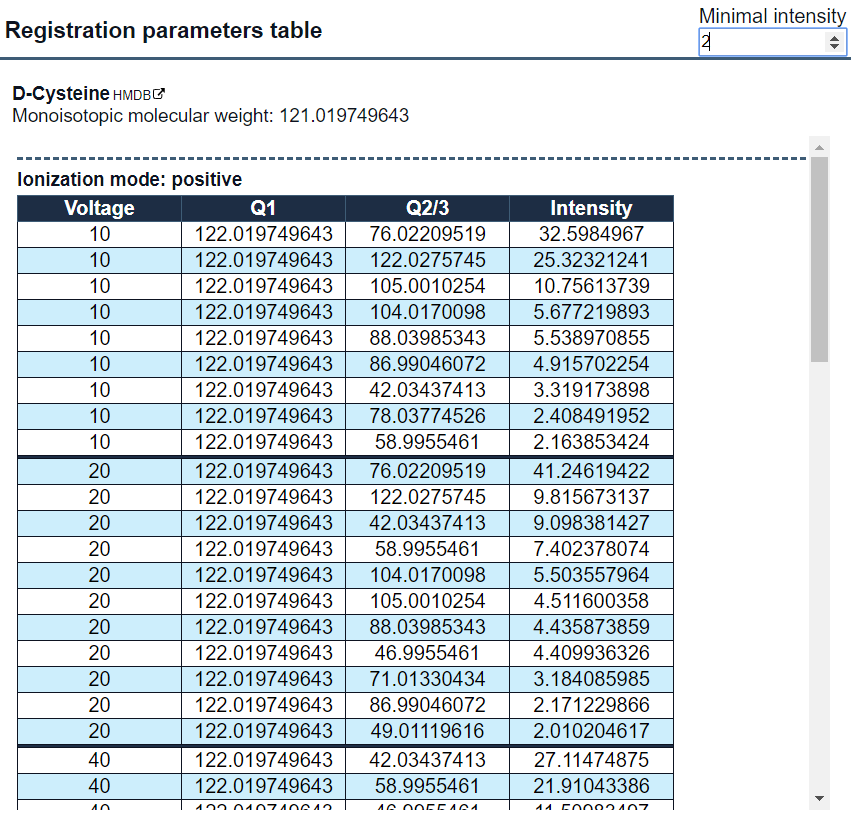 Minimal intensity
Registration parameters table
2
D-Cysteine HMDB
Monoisotopic molecular weight: 121.019749643
Ionization mode: positive
Voltage Q1 Q2/3 Intensity
10 122.019749643 76.02209519 32.5984967
10 122.019749643 122.0275745 25.32321241
10 122.019749643 105.0010254 10.75613739
10 122.019749643 104.0170098 5.677219893
10 122.019749643 88.03985343 5.538970855
10 122.019749643 86.99046072 4.915702254
10 122.019749643 42.03437413 3.319173898
10 122.019749643 78.03774526 2.408491952
10 122.019749643 58.9955461 2.163853424
20 122.019749643 76.02209519 41.24619422
20 122.019749643 122.0275745 9.815673137
20 122.019749643 42.03437413 9.098381427
20 122.019749643 58.9955461 7.402378074
20 122.019749643 104.0170098 5.503557964
20 122.019749643 105.0010254 4.511600358
20 122.019749643 88.03985343 4.435873859
20 122.019749643 46.9955461 4.409936326
20 122.019749643 71.01330434 3.184085985
20 122.019749643 86.99046072 2.171229866
20 122.019749643 49.01119616 2.010204617
40 122.019749643 42.03437413 27.11474875
40 122.019749643 58.9955461 21.91043386
40 122.019749643 46.9955461